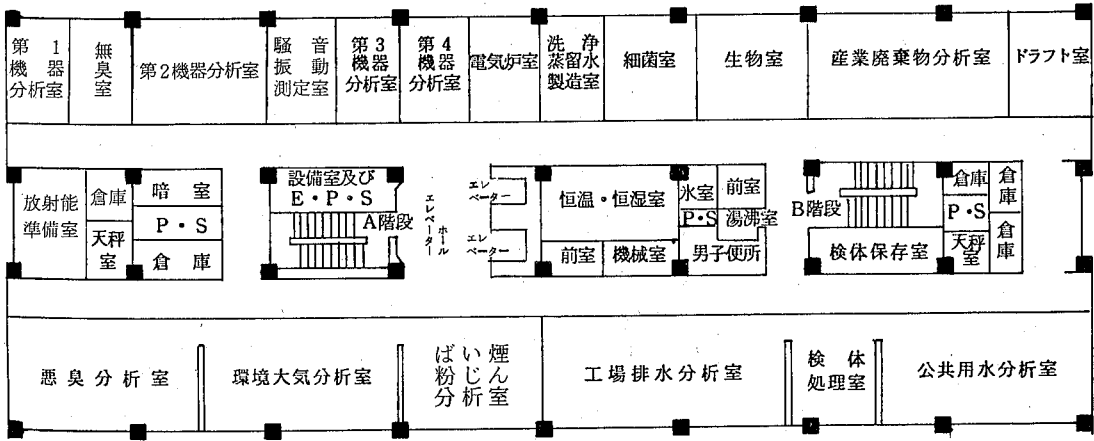 第1
機器
分析室
無
臭
室
第2機器分析室
騒音
振動
測定室
第3
機器
分析室
第4
機器
分析室
電気炉室
洗浄
蒸留水
製造室
細菌室
生物室
産業廃棄物分析室
ドラフト室
放射能
準備室
倉庫
天秤
室
暗室
P・S
倉庫
設備室及び
E・P・S
A階段
エレベーター
ホール
エレ
ベーター
エレ
ベーター
恒温・恒湿室
前室
機械室
氷室
P・S
前室
湯沸室
男子便所
B階段
検体保存室
倉庫
P・S
天秤
室
倉
庫
倉
庫
悪臭分析室
環境大気分析室
煙ん室
いじ析
ば粉分
工場排水分析室
検体
処理室
公共用水分析室